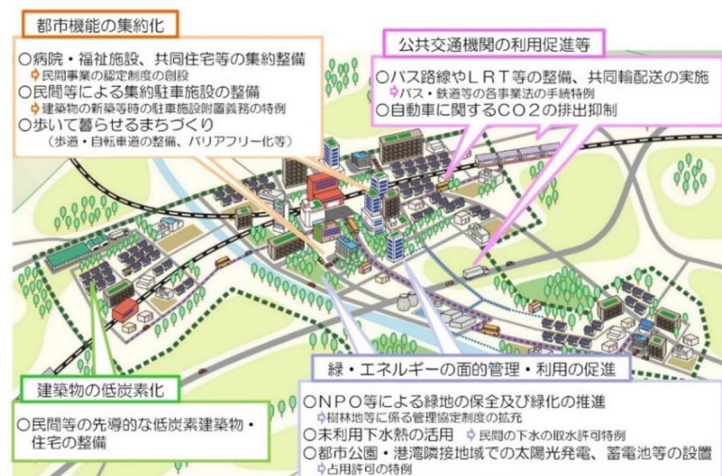 都市機能の集約化
○病院・福祉施設、共同住宅等の集約整備
⇨民間事業の認定制度の創設
○民間等による集約駐車施設の整備
⇨建築物の新築等時の駐車施設附置義務の特例
○歩いて暮らせるまちづくり
（歩道・自転車道の整備、バリアフリー化等）
公共交通機関の利用促進等
○バス路線やＬＲＴ等の整備、共同輸配送の実施
⇨バス・鉄道等の各事業法の手続特例
○自動車に関するＣＯ２の排出抑制
建築物の低炭素化
○民間等の先導的な低炭素建築物・
住宅の整備
緑・エネルギーの面的管理・利用の促進
○ＮＰＯ等による緑地の保全及び緑化の推進
⇨樹林地等に係る管理協定制度の拡充
○未利用下水熱の活用 ⇨民間の下水の取水許可特例
○都市公園・港湾隣接地域での太陽光発電、蓄電池等の設置
⇨占用許可の特例